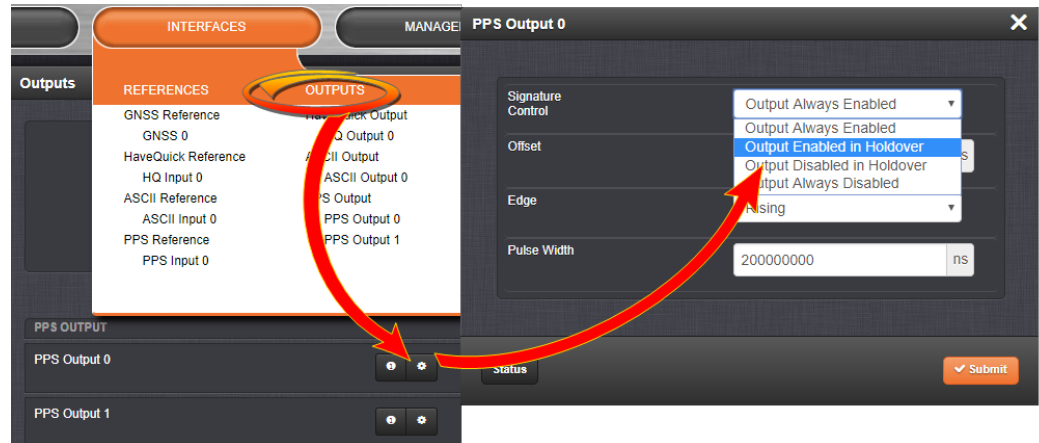 INTERFACES
MANAGE
Outputs
REFERENCES
OUTPUTS
GNSS Reference
GNSS 0
HaveQuick Reference
HQ Input 0
ASCII Reference
ASCII Input 0
PPS Reference
PPS Input 0
Output
Output 0
Output
ASCII Output 0
Output
PPS Output 0
PPS Output 1
PPS OUTPUT
PPS Output 0
PPS Output 1
PPS Output 0
Signature
Control
Output Always Enabled
Output Always Enabled
Output Enabled in Holdover
Output Disabled in Holdover
Output Always Disabled
Offset
s
Edge
Rising
Pulse Width
200000000
ns
Status
Submit